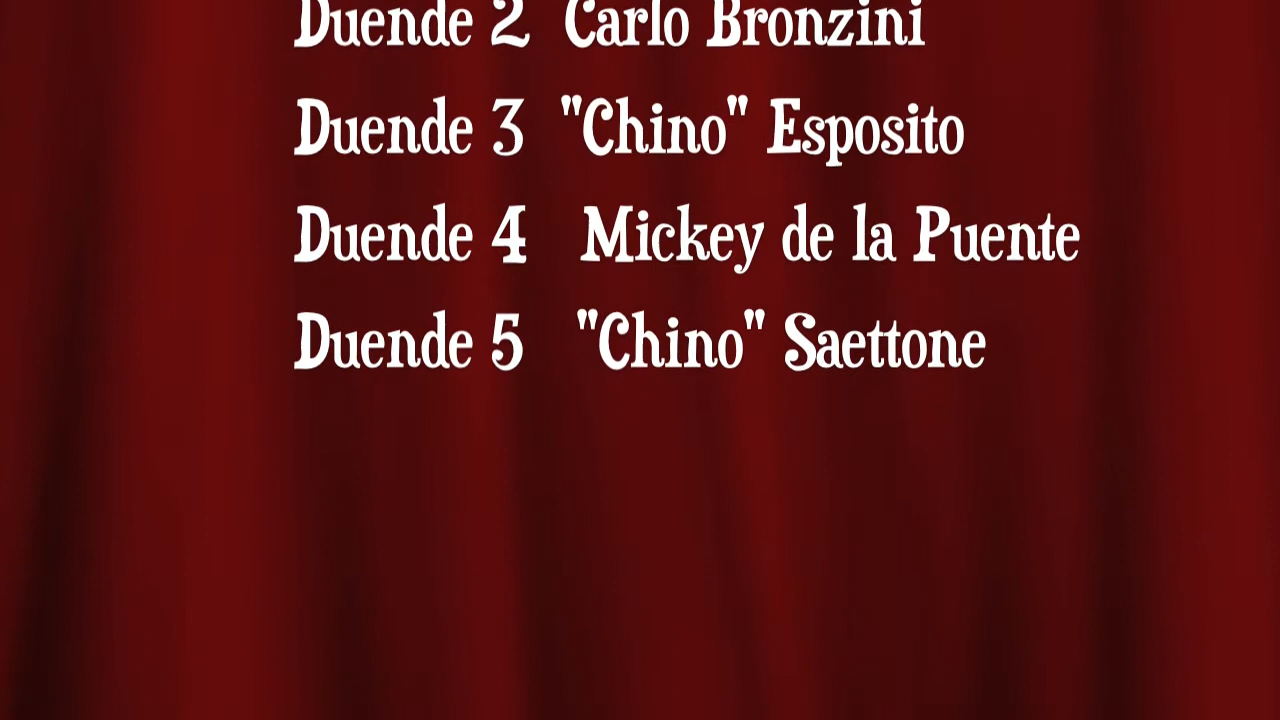 Duende 2 Carlo Bronzini
Duende 3 "Chino" Esposito
Duende 4 Mickey de la Puente
Duende 5 "Chino" Saettone